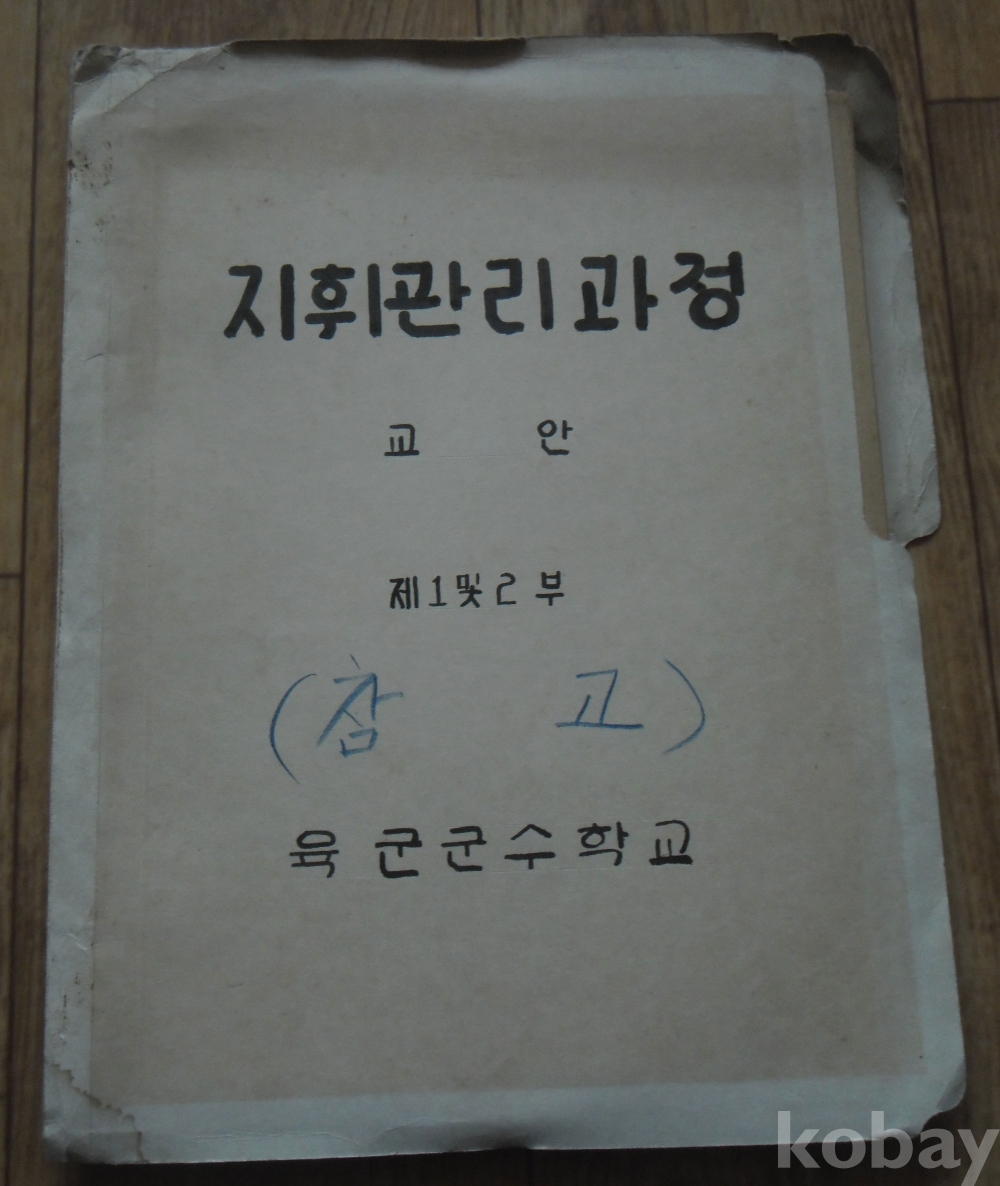 지휘관리과정
교 안
제1및2부
(참 고)
육군군수학교
kobay